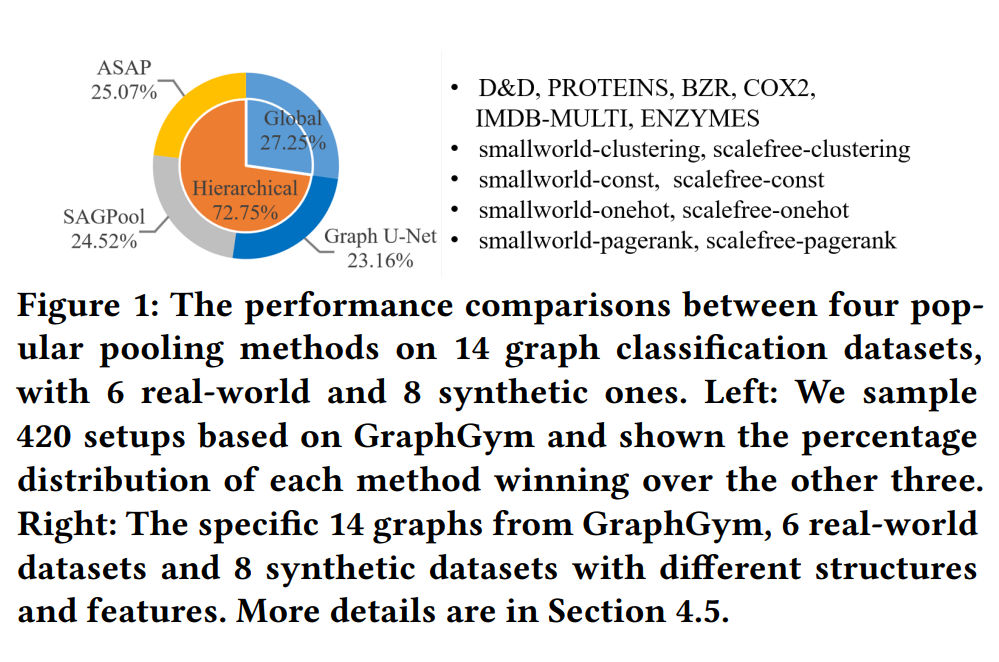 ASAP
25.07%
Global
27.25%
Hierarchical
72.75%
SAGPool
24.52%
Graph U-Net
23.16%
• D&D, PROTEINS, BZR, COX2,
IMDB-MULTI, ENZYMES
• smallworld-clustering, scalefree-clustering
• smallworld-const, scalefree-const
• smallworld-onehot, scalefree-onehot
• smallworld-pagerank, scalefree-pagerank
Figure 1: The performance comparisons between four pop-
ular pooling methods on 14 graph classification datasets,
with 6 real-world and 8 synthetic ones. Left: We sample
420 setups based on GraphGym and shown the percentage
distribution of each method winning over the other three.
Right: The specific 14 graphs from GraphGym, 6 real-world
datasets and 8 synthetic datasets with different structures
and features. More details are in Section 4.5.